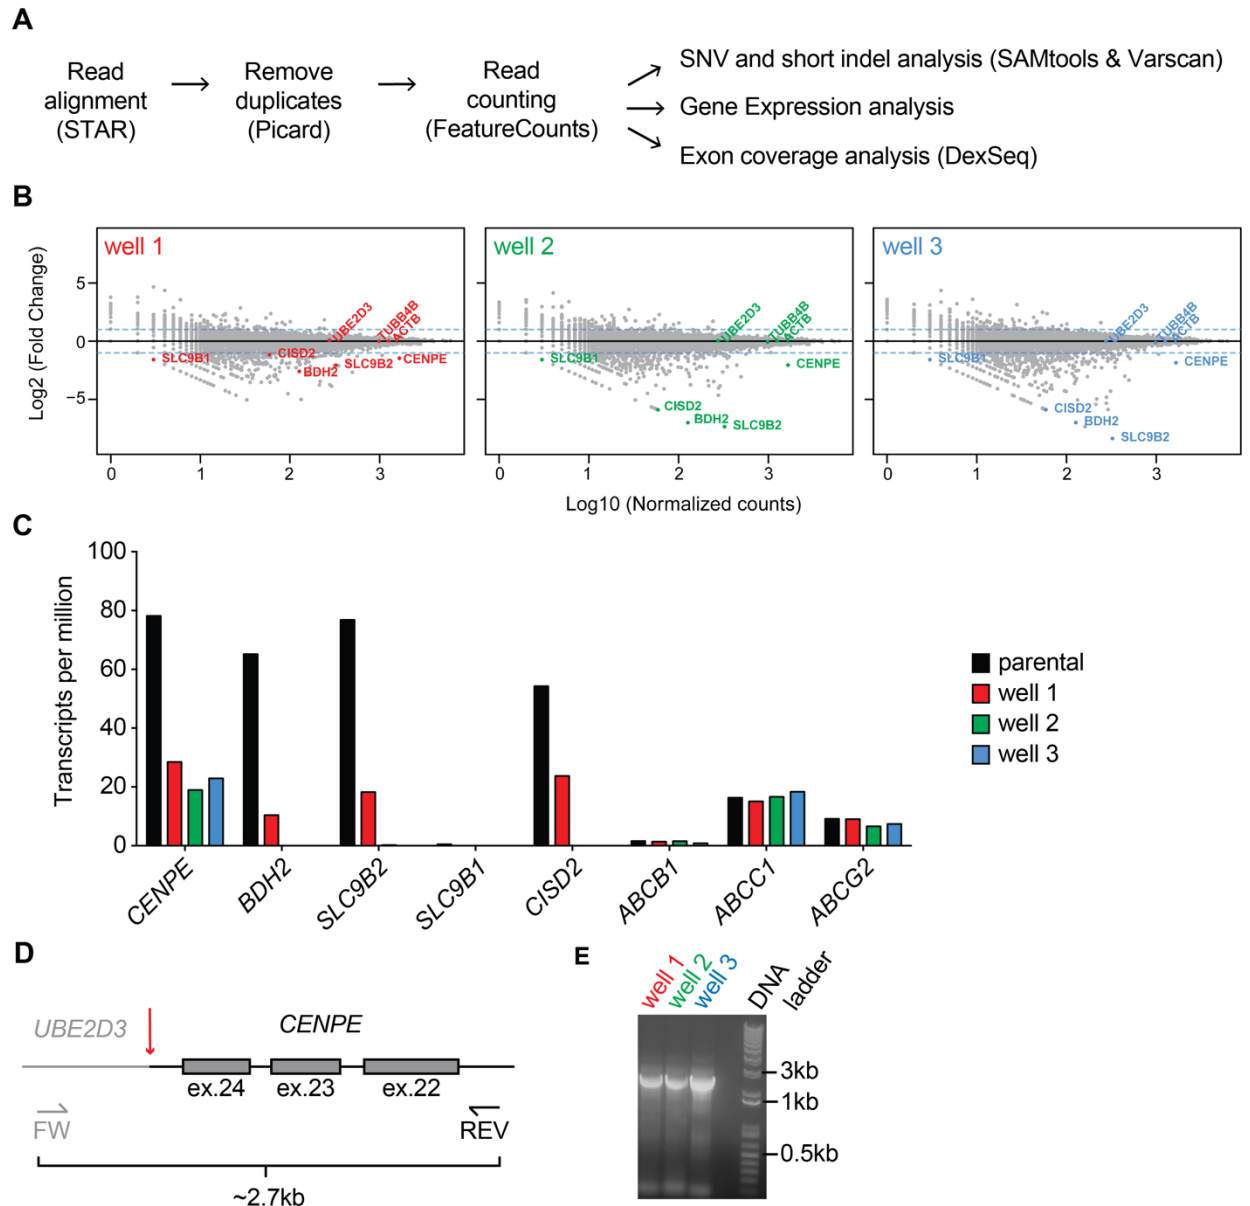 A
Read
alignment
(STAR)
Remove
duplicates
(Picard)
Read
counting
(FeatureCounts)
SNV and short indel analysis (SAMtools & Varscan)
Gene Expression analysis
Exon coverage analysis (DexSeq)
B
Log2 (Fold Change)
5
0
−5
well 1
UBE2D3
TUBB4B
ACTB
SLC9B1
CISD2
BDH2
SLC9B2
CENPE
0 1 2 3
well 2
UBE2D3
TUBB4B
ACTB
SLC9B1
CENPE
CISD2
BDH2
SLC9B2
0 1 2 3
well 3
UBE2D3
TUBB4B
ACTB
SLC9B1
CENPE
CISD2
BDH2
SLC9B2
0 1 2 3
Log10 (Normalized counts)
C
Transcripts per million
100
80
60
40
20
0
CENPE
BDH2
SLC9B2
SLC9B1
CISD2
ABCB1
ABCC1
ABCG2
parental
well 1
well 2
well 3
D
UBE2D3
CENPE
ex.24
ex.23
ex.22
FW
REV
~2.7kb
E
well 1
well 2
well 3
DNA
ladder
3kb
1kb
0.5kb